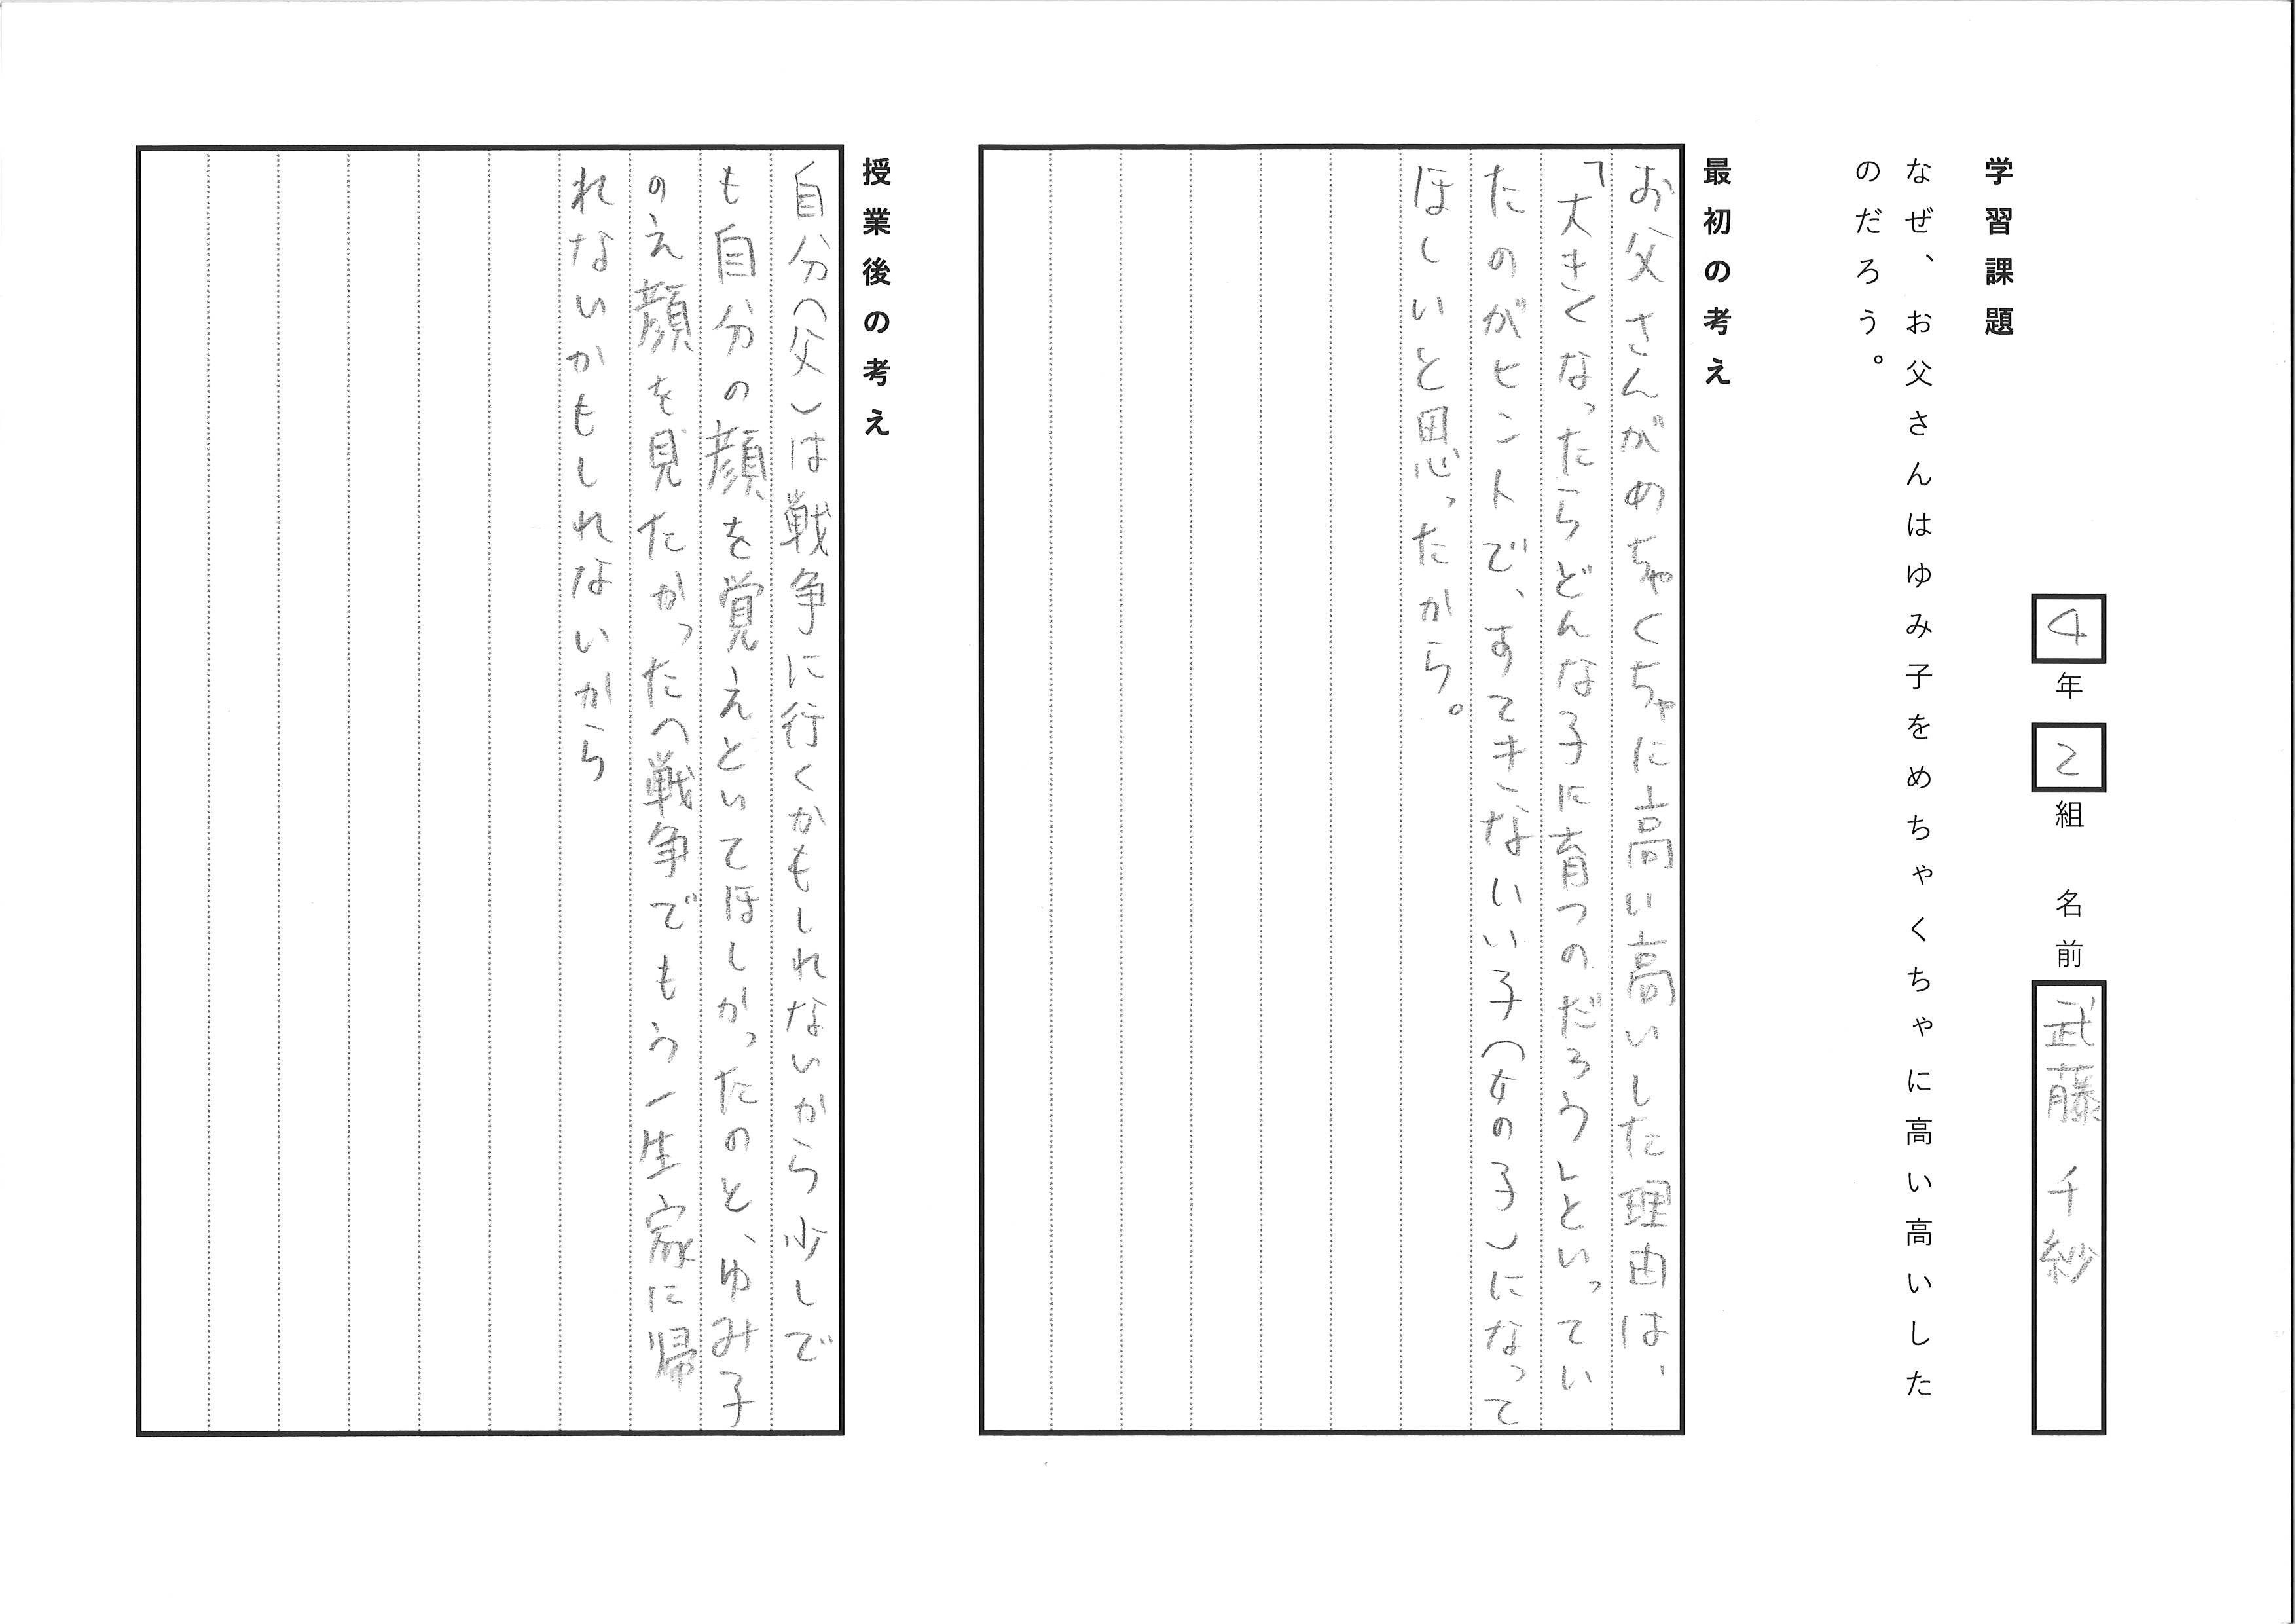 4年2組 名前 武藤 千紗
学習課題
なぜ、お父さんはゆみ子をめちゃくちゃに高い高いした
のだろう。
最初の考え
お父さんがめちゃくちゃに高い高いした理由は、
「大きくなったらどんな子に育つのだろう」といってい
たのがヒントで、すてきないい子(女の子)になって
ほしいと思ったから。
授業後の考え
自分(父)は戦争に行くかもしれないから少しで
も自分の顔を覚えといてほしかったのと、ゆみ子
のえ顔を見たかったへ戦争でもう一生家に帰
れないかもしれないから